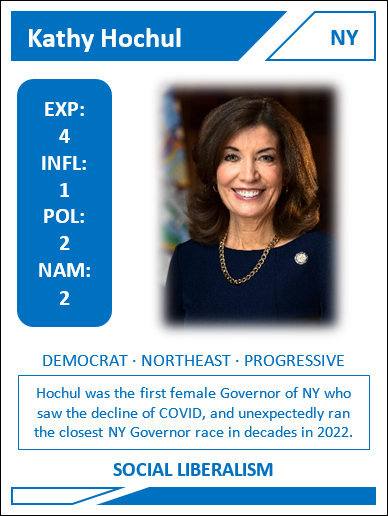 Kathy Hochul
NY
EXP:
4
INFL:
1
POL:
2
NAM:
2
DEMOCRAT · NORTHEAST · PROGRESSIVE
Hochul was the first female Governor of NY who
saw the decline of COVID, and unexpectedly ran
the closest NY Governor race in decades in 2022.
SOCIAL LIBERALISM